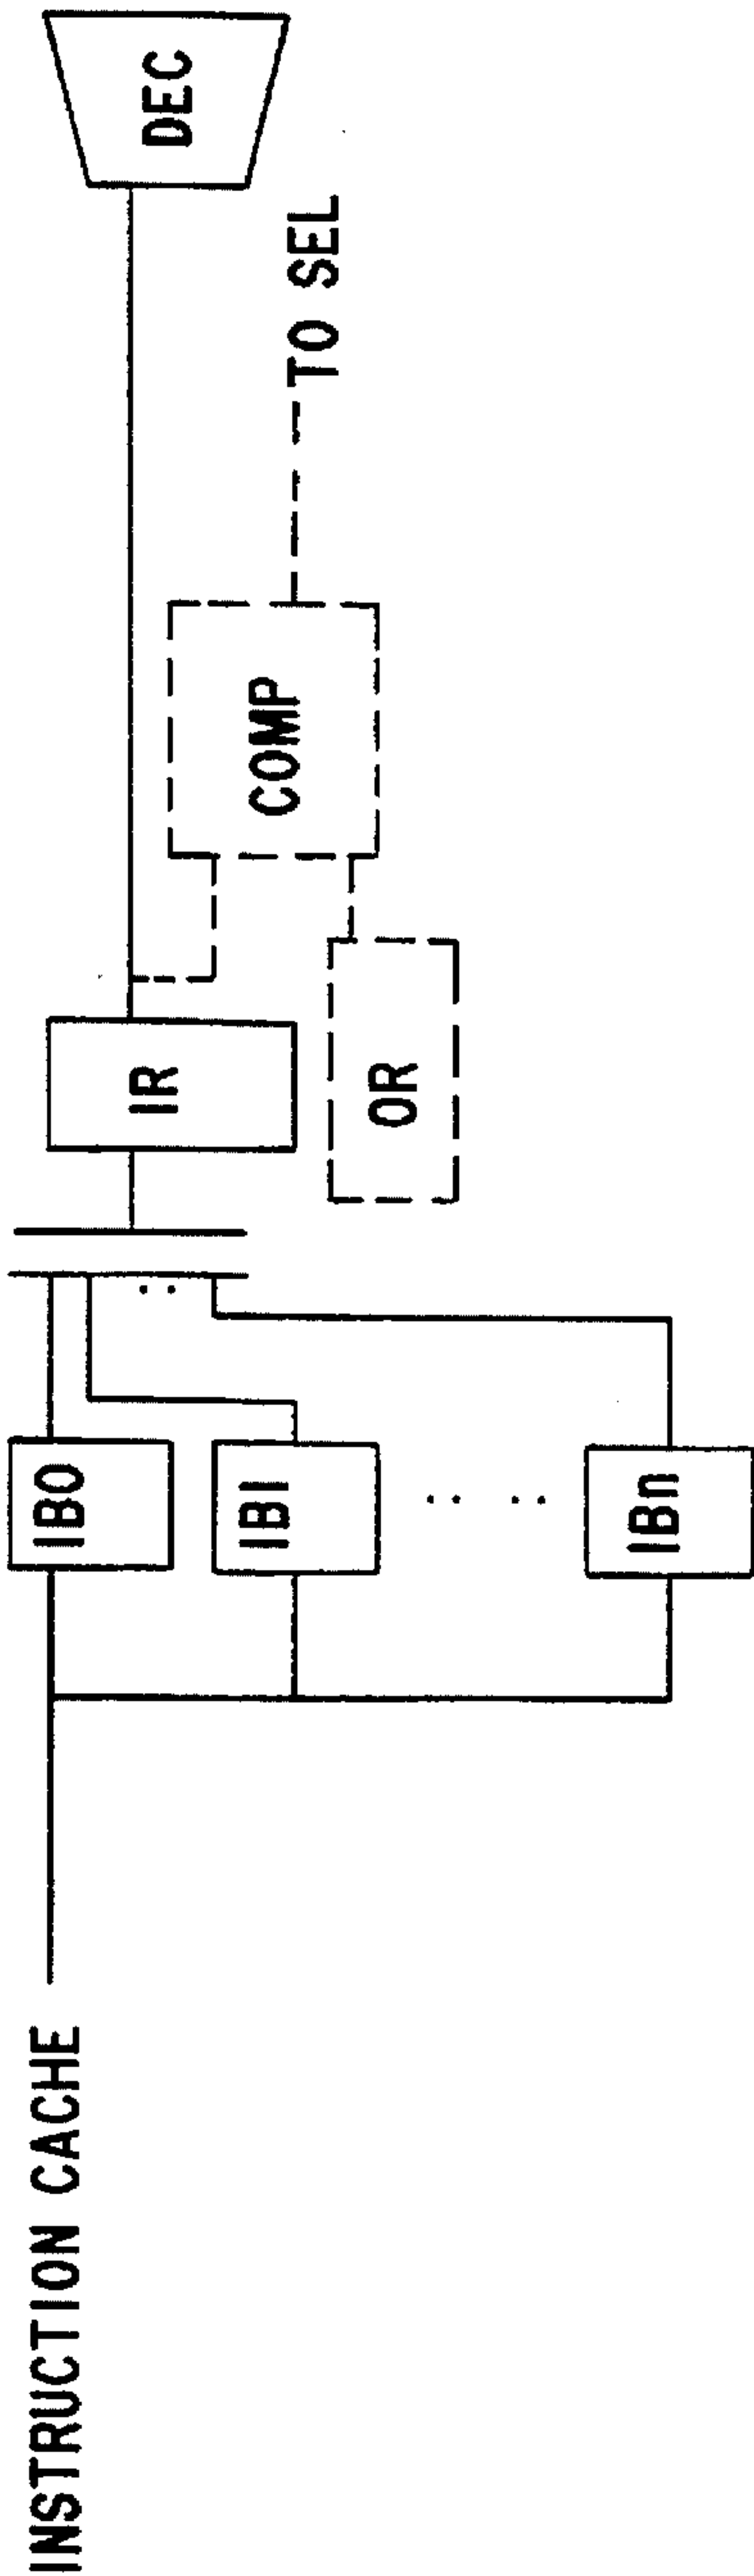 INSTRUCTION CACHE
IB0
IB1
IBn
IR
OR
COMP
TO SEL
DEC